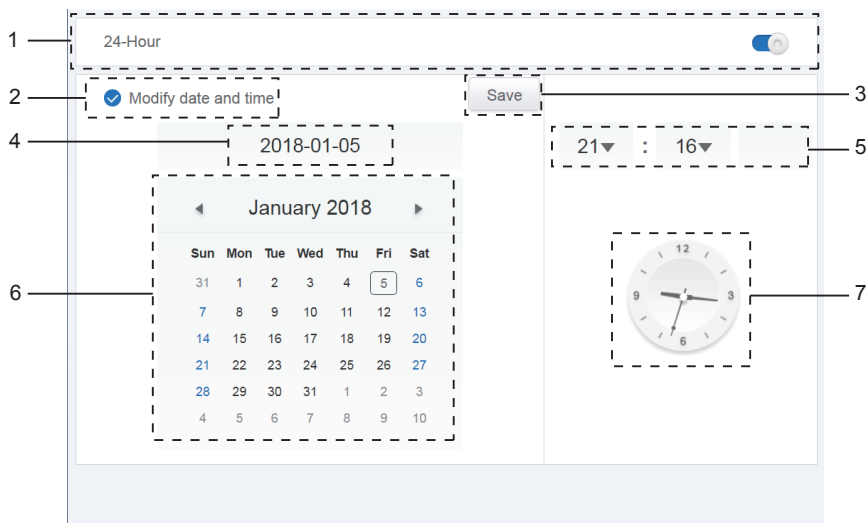 1 24-Hour
2 Modify date and time Save 3
4 2018-01-05 21 : 16 5
January 2018
Sun Mon Tue Wed Thu Fri Sat
31 1 2 3 4 5 6
7 8 9 10 11 12 13
14 15 16 17 18 19 20
21 22 23 24 25 26 27
28 29 30 31 1 2 3
4 5 6 7 8 9 10
6
12
9 3
6
7